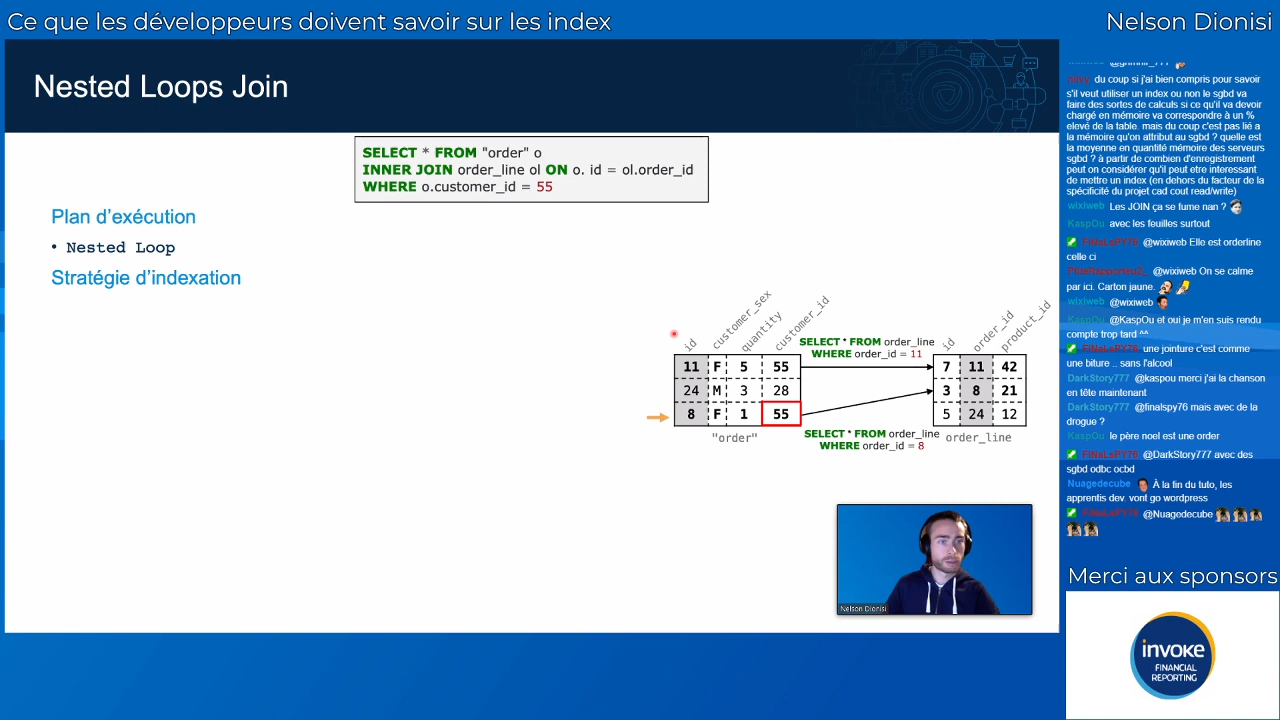 Ce que les développeurs doivent savoir sur les index
Nelson Dionisi
Nested Loops Join
SELECT * FROM "order" o
INNER JOIN order_line ol ON o. id = ol.order_id
WHERE o.customer_id = 55
Plan d'exécution
• Nested Loop
Stratégie d'indexation
id
customer_sex
quantity
customer_id
11 F 5 55
24 M 3 28
8 F 1 55
"order"
SELECT * FROM order_line
WHERE order_id = 11
SELECT * FROM order_line
WHERE order_id = 8
id
order_id
product_id
7 11 42
3 8 21
5 24 12
order_line
Nelson Dionisi
du coup si j'ai bien compris pour savoir
s'il veut utiliser un index ou non le sgbd va
faire des sortes de calculs si ce qu'il va devoir
chargé en mémoire va correspondre à un %
elevé de la table. mais du coup c'est pas lié a
la mémoire qu'on attribut au sgbd ? quelle est
la moyenne en quantité mémoire des serveurs
sgbd ? à partir de combien d'enregistrement
peut on considérer qu'il peut etre interessant
de mettre un index (en dehors du facteur de la
spécificité du projet cad cout read/write)
wixiweb Les JOIN ça se fume nan ?
KaspOu avec les feuilles surtout
FiNaLsPY76 @wixiweb Elle est orderline
celle ci
@wixiweb On se calme
par ici. Carton jaune.
wixiweb @wixiweb
KaspOu @KaspOu et oui je m'en suis rendu
compte trop tard ^^
FiNaLsPY76 une jointure c'est comme
une biture .. sans l'alcool
DarkStory777 @kaspou merci j'ai la chanson
en tête maintenant
DarkStory777 @finalspy76 mais avec de la
drogue ?
KaspOu le père noel est une order
FiNaLsPY76 @DarkStory777 avec des
sgbd odbc ocbd
Nuagedecube À la fin du tuto, les
apprentis dev. vont go wordpress
FiNaLsPY76 @Nuagedecube
Merci aux sponsors
invoke
FINANCIAL
REPORTING